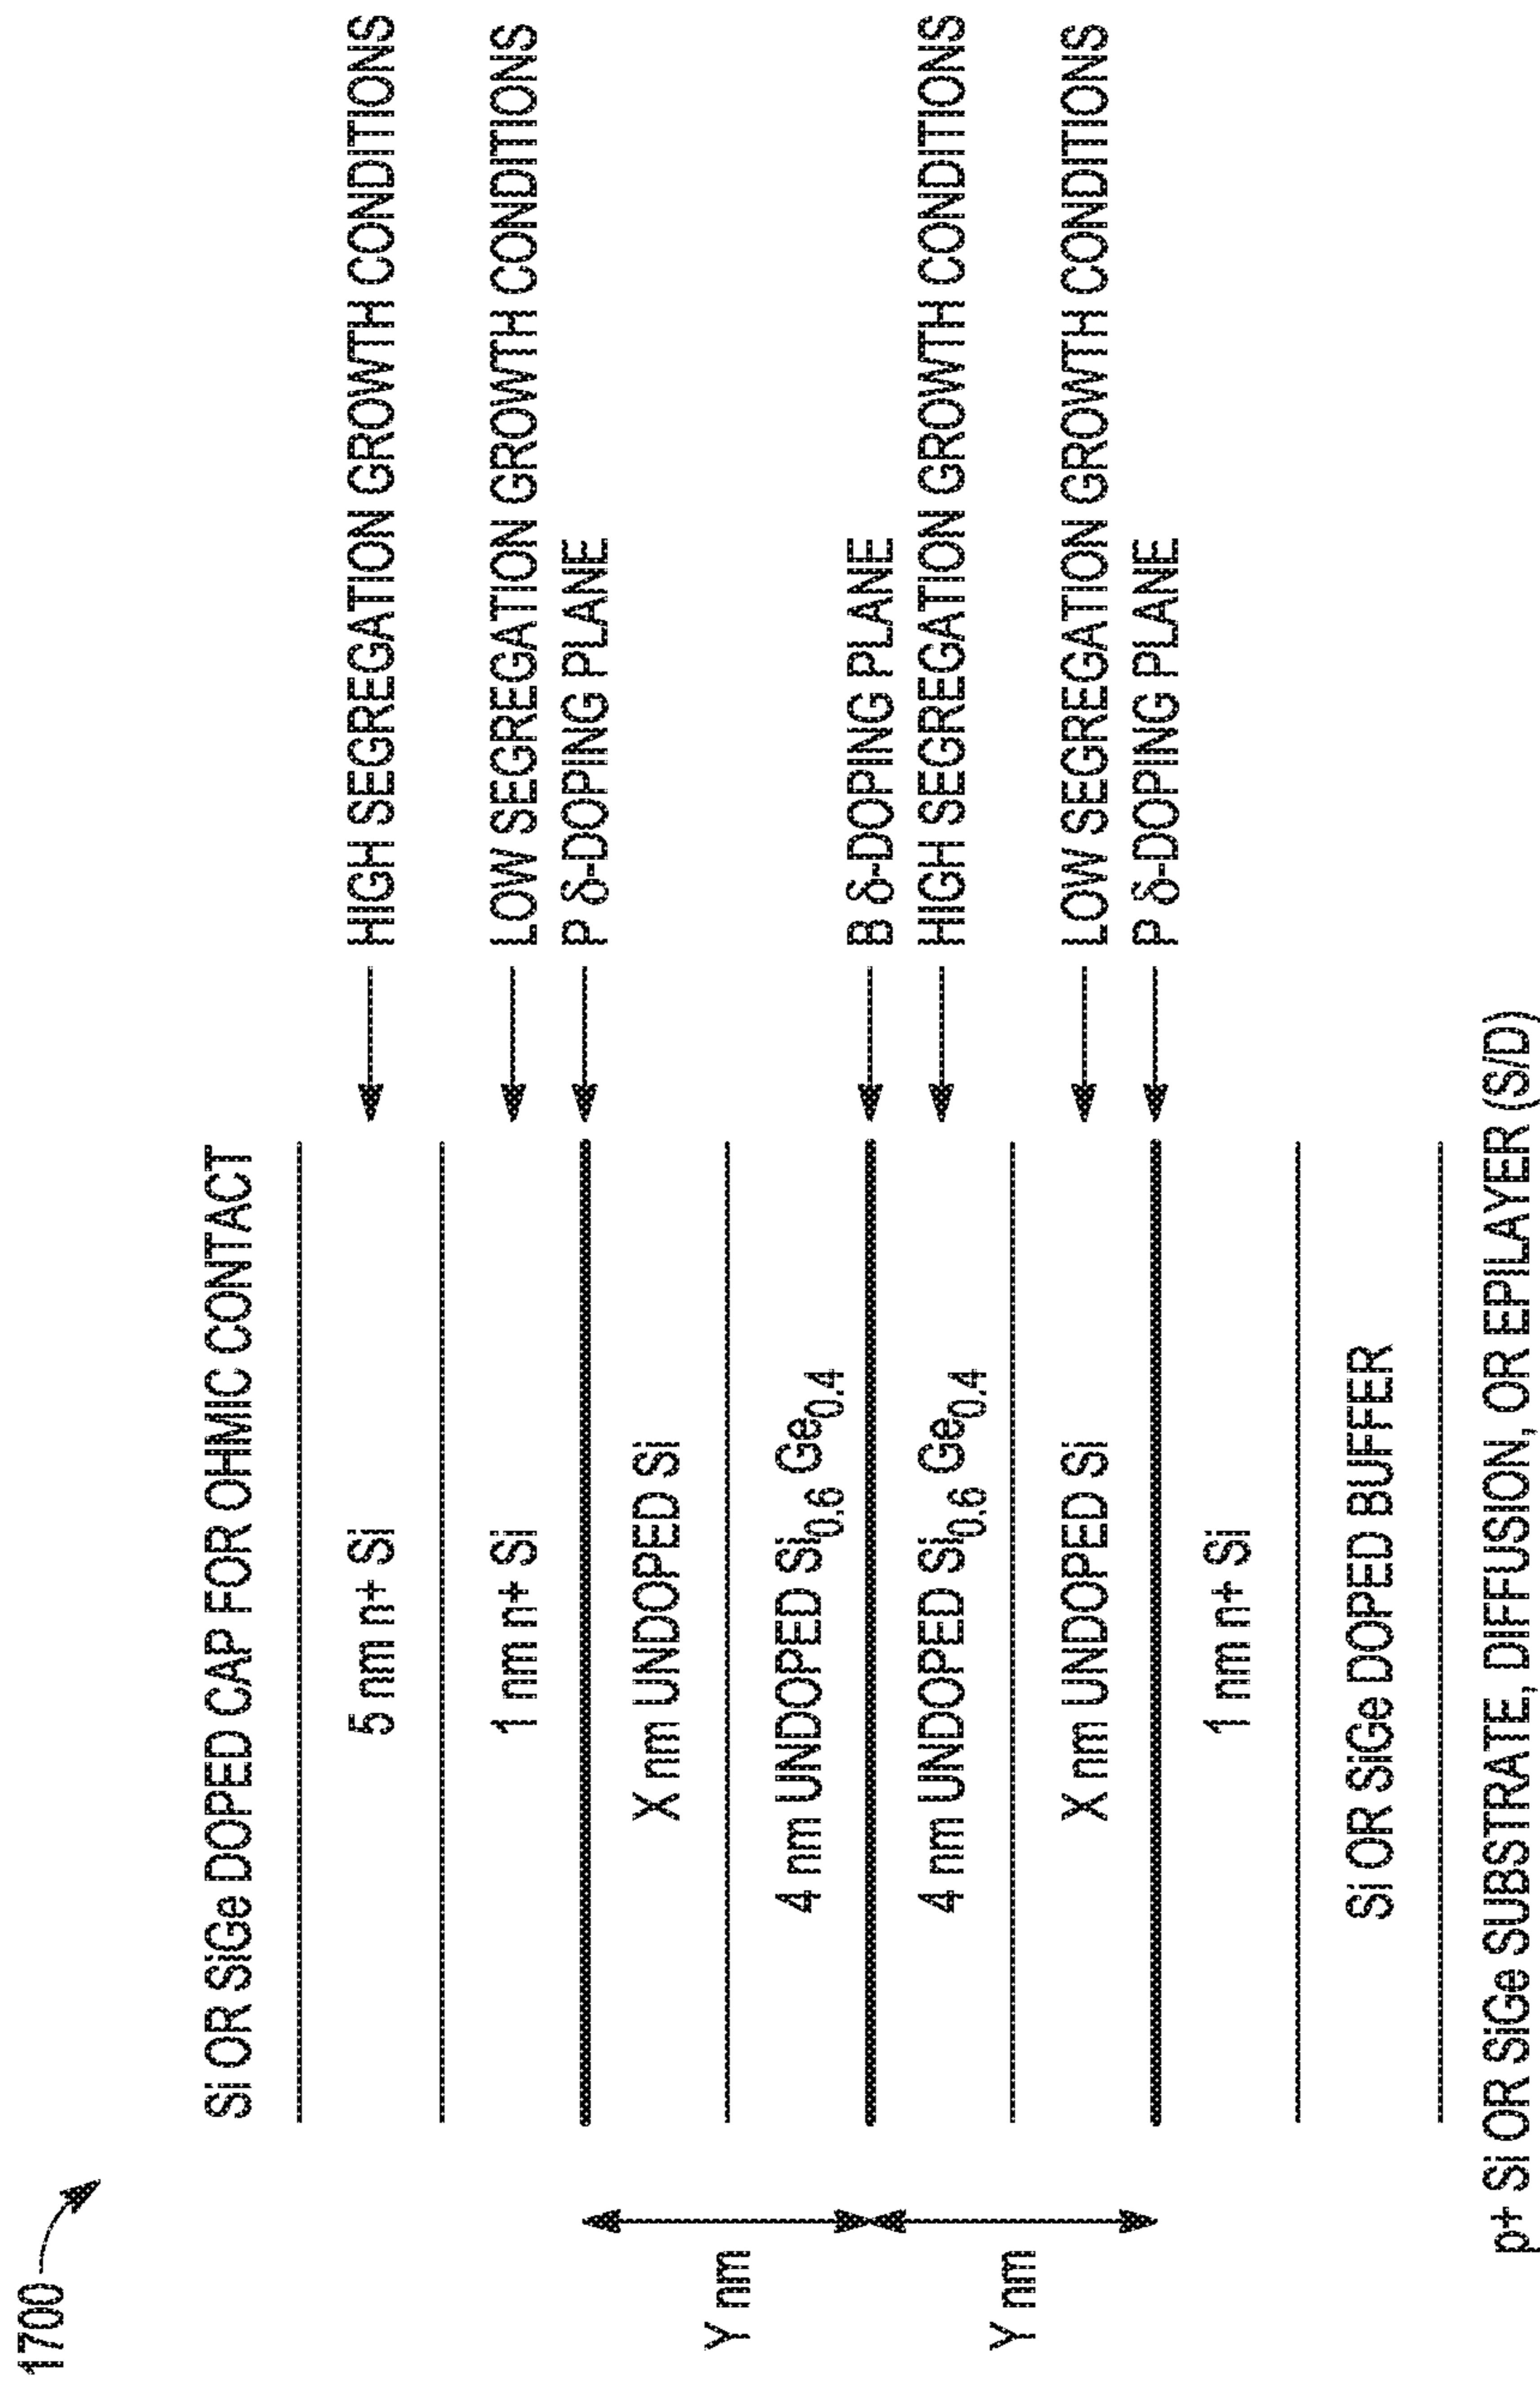 1700
Si OR SiGe DOPED CAP FOR OHMIC CONTACT
5 nm n+ Si
HIGH SEGREGATION GROWTH CONDITIONS
1 nm n+ Si
LOW SEGREGATION GROWTH CONDITIONS
P δ-DOPING PLANE
X nm UNDOPED Si
Y nm
4 nm UNDOPED Si0.6 Ge0.4
B δ-DOPING PLANE
4 nm UNDOPED Si0.6 Ge0.4
HIGH SEGREGATION GROWTH CONDITIONS
Y nm
X nm UNDOPED Si
LOW SEGREGATION GROWTH CONDITIONS
P δ-DOPING PLANE
1 nm n+ Si
Si OR SiGe DOPED BUFFER
p+ Si OR SiGe SUBSTRATE, DIFFUSION, OR EPILAYER (S/D)